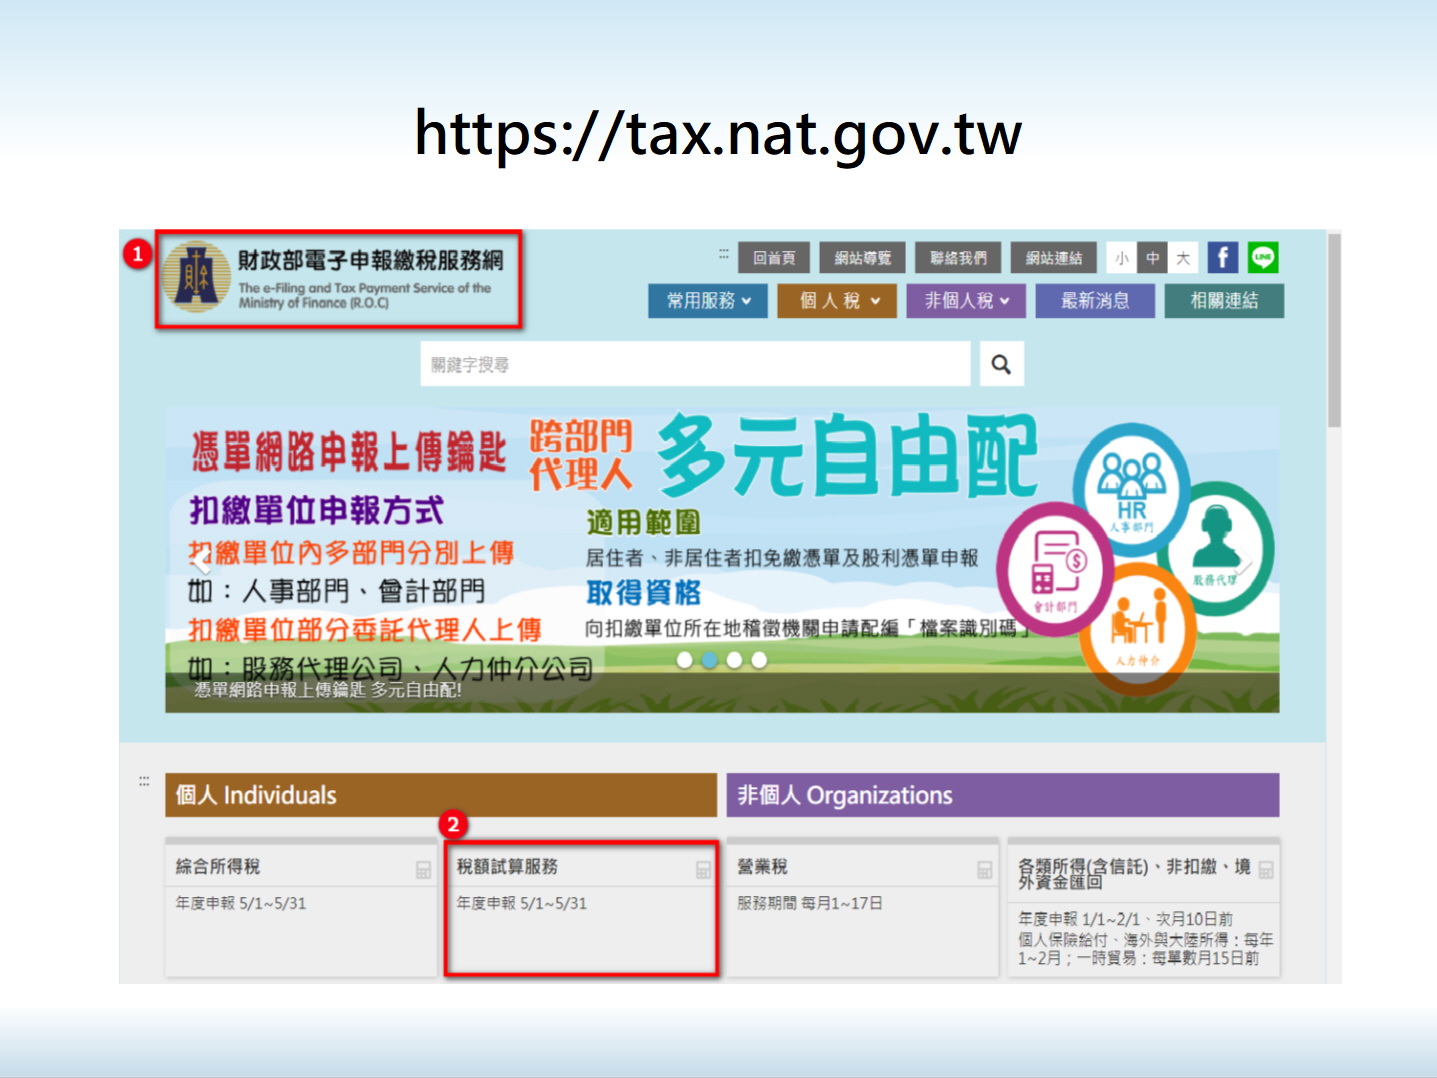 https://tax.nat.gov.tw
1
財政部電子申報繳稅服務網
The e-Filing and Tax Payment Service of the
Ministry of Finance (R.O.C)
:::
回首頁 網站導覽 聯絡我們 網站連結 小 中 大 f LINE
常用服務 個人稅 非個人稅 最新消息 相關連結
關鍵字搜尋
憑單網路申報上傳鑰匙
跨部門
代理人
多元自由配
扣繳單位申報方式
扣繳單位內多部門分別上傳
如：人事部門、會計部門
扣繳單位部分委託代理人上傳
如：股務代理公司、人力仲介公司
適用範圍
居住者、非居住者扣免繳憑單及股利憑單申報
取得資格
向扣繳單位所在地稽徵機關申請配編「檔案識別碼」
HR
人事部門
會計部門
股務代理
人力仲介
憑單網路申報上傳鑰匙 多元自由配!
:::
個人 Individuals
非個人 Organizations
2
綜合所得稅
年度申報 5/1~5/31
稅額試算服務
年度申報 5/1~5/31
營業稅
服務期間 每月1~17日
各類所得(含信託)、非扣繳、境
外資金匯回
年度申報 1/1~2/1、次月10日前
個人保險給付、海外與大陸所得：每年
1~2月；一時貿易：每單數月15日前